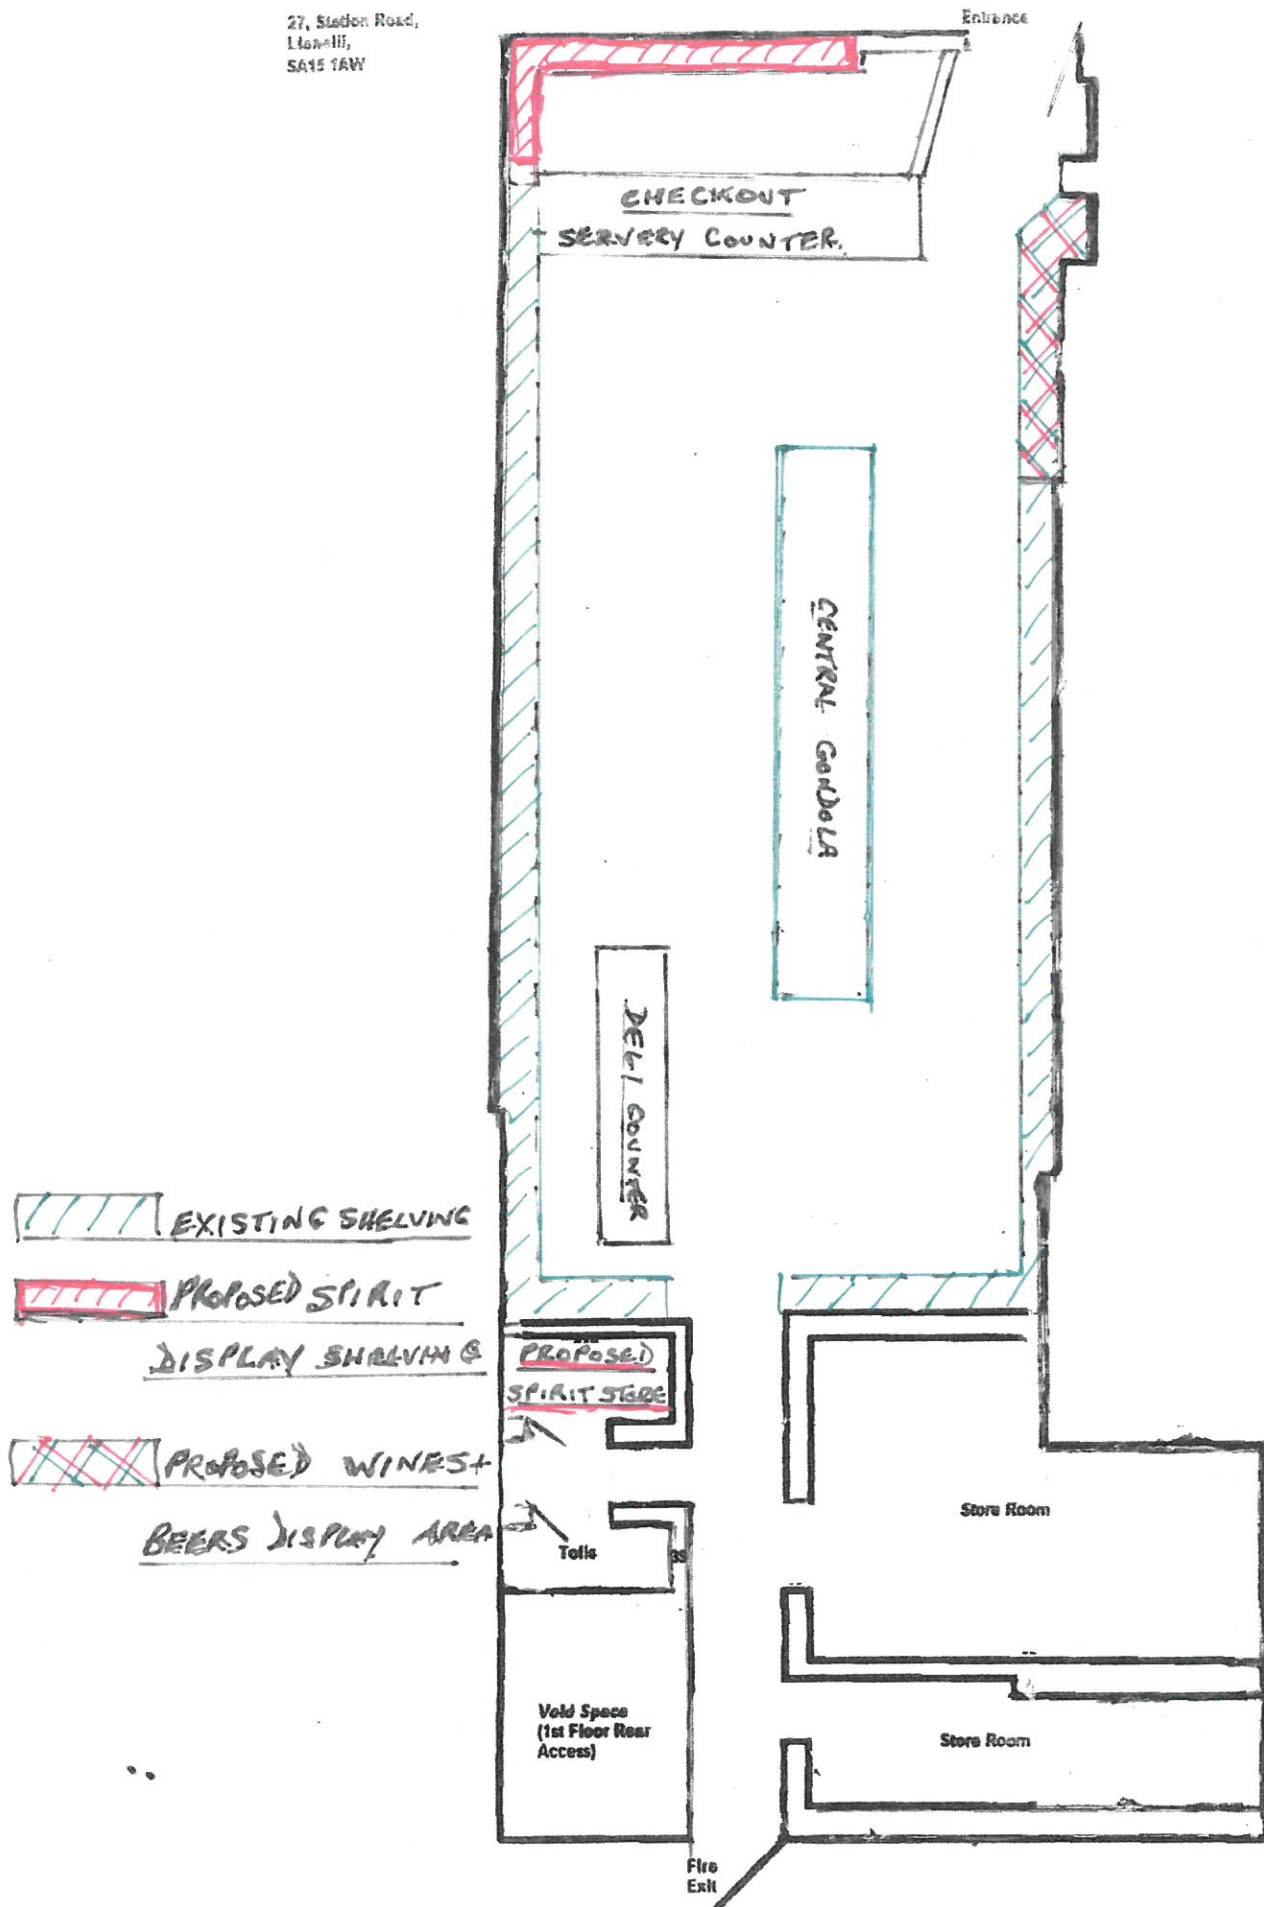 27, Station Road,
Llanelli,
SA15 1AW
Entrance
CHECKOUT
SERVERY COUNTER.
CENTRAL GONDOLA
DELI COUNTER
EXISTING SHELVING
PROPOSED SPIRIT
DISPLAY SHELVING
PROPOSED
SPIRIT STORE
PROPOSED WINES +
BEERS DISPLAY AREA
Toils
Store Room
Void Space
(1st Floor Rear
Access)
Store Room
Fire
Exit